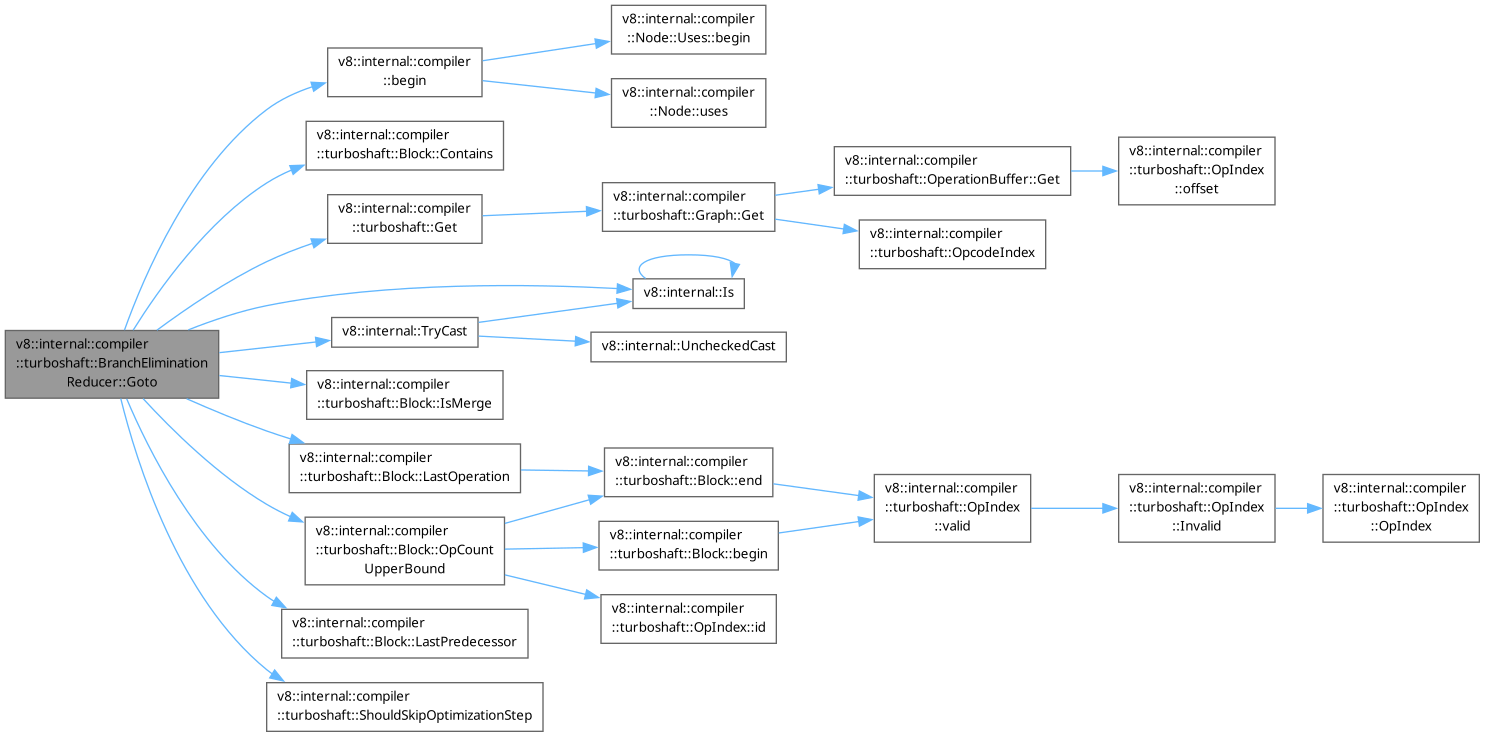 v8::internal::compiler
::turboshaft::BranchElimination
Reducer::Goto
v8::internal::compiler
::begin
v8::internal::compiler
::Node::Uses::begin
v8::internal::compiler
::Node::uses
v8::internal::compiler
::turboshaft::Block::Contains
v8::internal::compiler
::turboshaft::Get
v8::internal::compiler
::turboshaft::Graph::Get
v8::internal::compiler
::turboshaft::OperationBuffer::Get
v8::internal::compiler
::turboshaft::OpIndex
::offset
v8::internal::compiler
::turboshaft::OpcodeIndex
v8::internal::Is
v8::internal::TryCast
v8::internal::UncheckedCast
v8::internal::compiler
::turboshaft::Block::IsMerge
v8::internal::compiler
::turboshaft::Block::LastOperation
v8::internal::compiler
::turboshaft::Block::end
v8::internal::compiler
::turboshaft::OpIndex
::valid
v8::internal::compiler
::turboshaft::OpIndex
::Invalid
v8::internal::compiler
::turboshaft::OpIndex
::OpIndex
v8::internal::compiler
::turboshaft::Block::OpCount
UpperBound
v8::internal::compiler
::turboshaft::Block::begin
v8::internal::compiler
::turboshaft::OpIndex::id
v8::internal::compiler
::turboshaft::Block::LastPredecessor
v8::internal::compiler
::turboshaft::ShouldSkipOptimizationStep